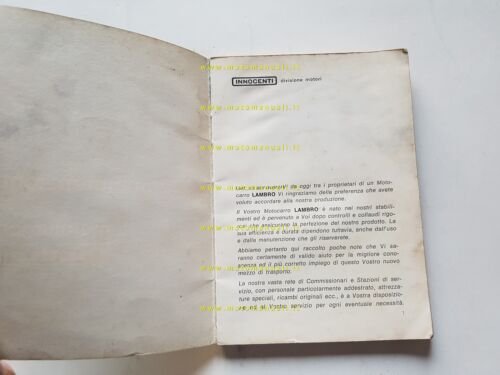 INNOCENTI divisione motori
www.matamanuali.it
www.matamanuali.it
da oggi tra i proprietari di un Moto-
carro LAMBRO Vi ringraziamo della preferenza che avete
voluto accordare alla nostra produzione.
Il Vostro Motocarro LAMBRO è nato nei nostri stabili-
menti ed è pervenuto a Voi dopo controlli e collaudi rigo-
rosi che assicurano la perfezione del nostro prodotto. La
sua efficienza e durata dipendono tuttavia, anche dall'uso
e dalla manutenzione che gli riserverete.
www.matamanuali.it
Abbiamo pertanto qui raccolto poche note che Vi sa-
ranno certamente di valido aiuto per la migliore cono-
scenza ed il più corretto impiego di questo Vostro nuovo
mezzo di trasporto.
La nostra vasta rete di Commissionari e Stazioni di ser-
vizio, con personale particolarmente addestrato, attrezza-
ture speciali, ricambi originali ecc., è a Vostra disposizio-
ne ed al Vostro servizio per ogni eventuale necessità.
1